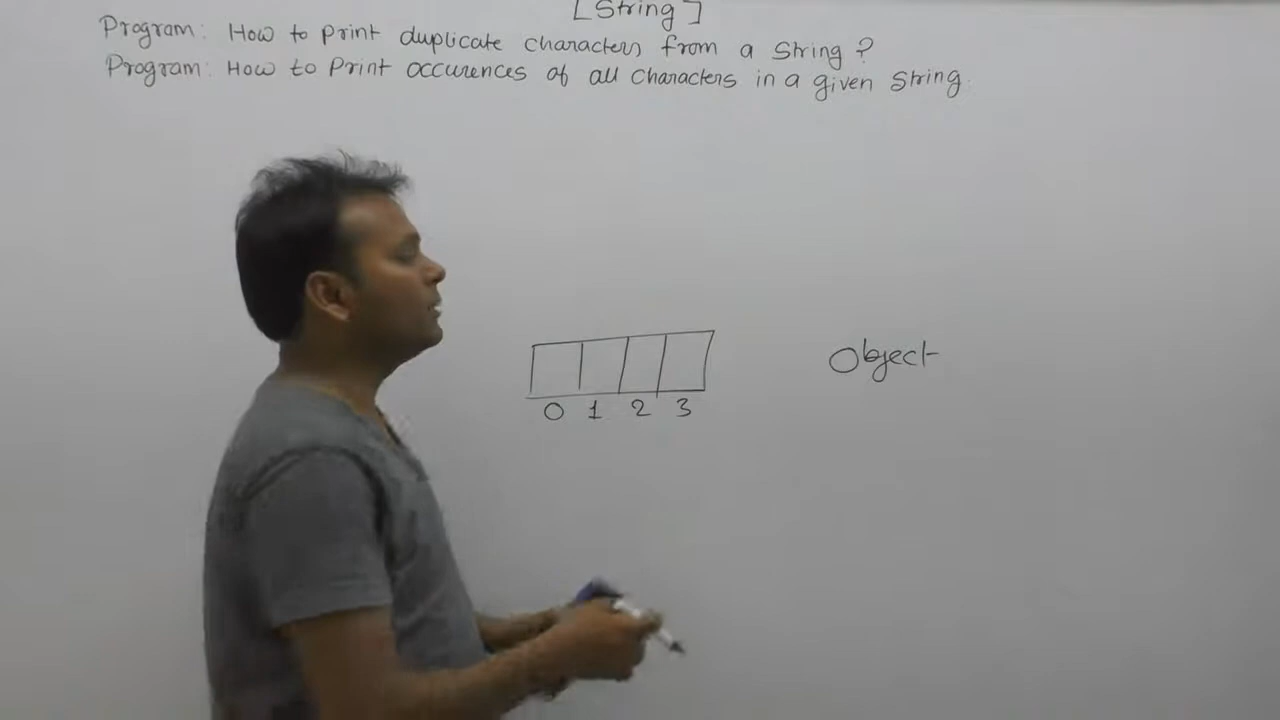 [String]
Program: How to print duplicate characters from a String ?
Program: How to Print occurences of all characters in a given String.
Object
0 1 2 3